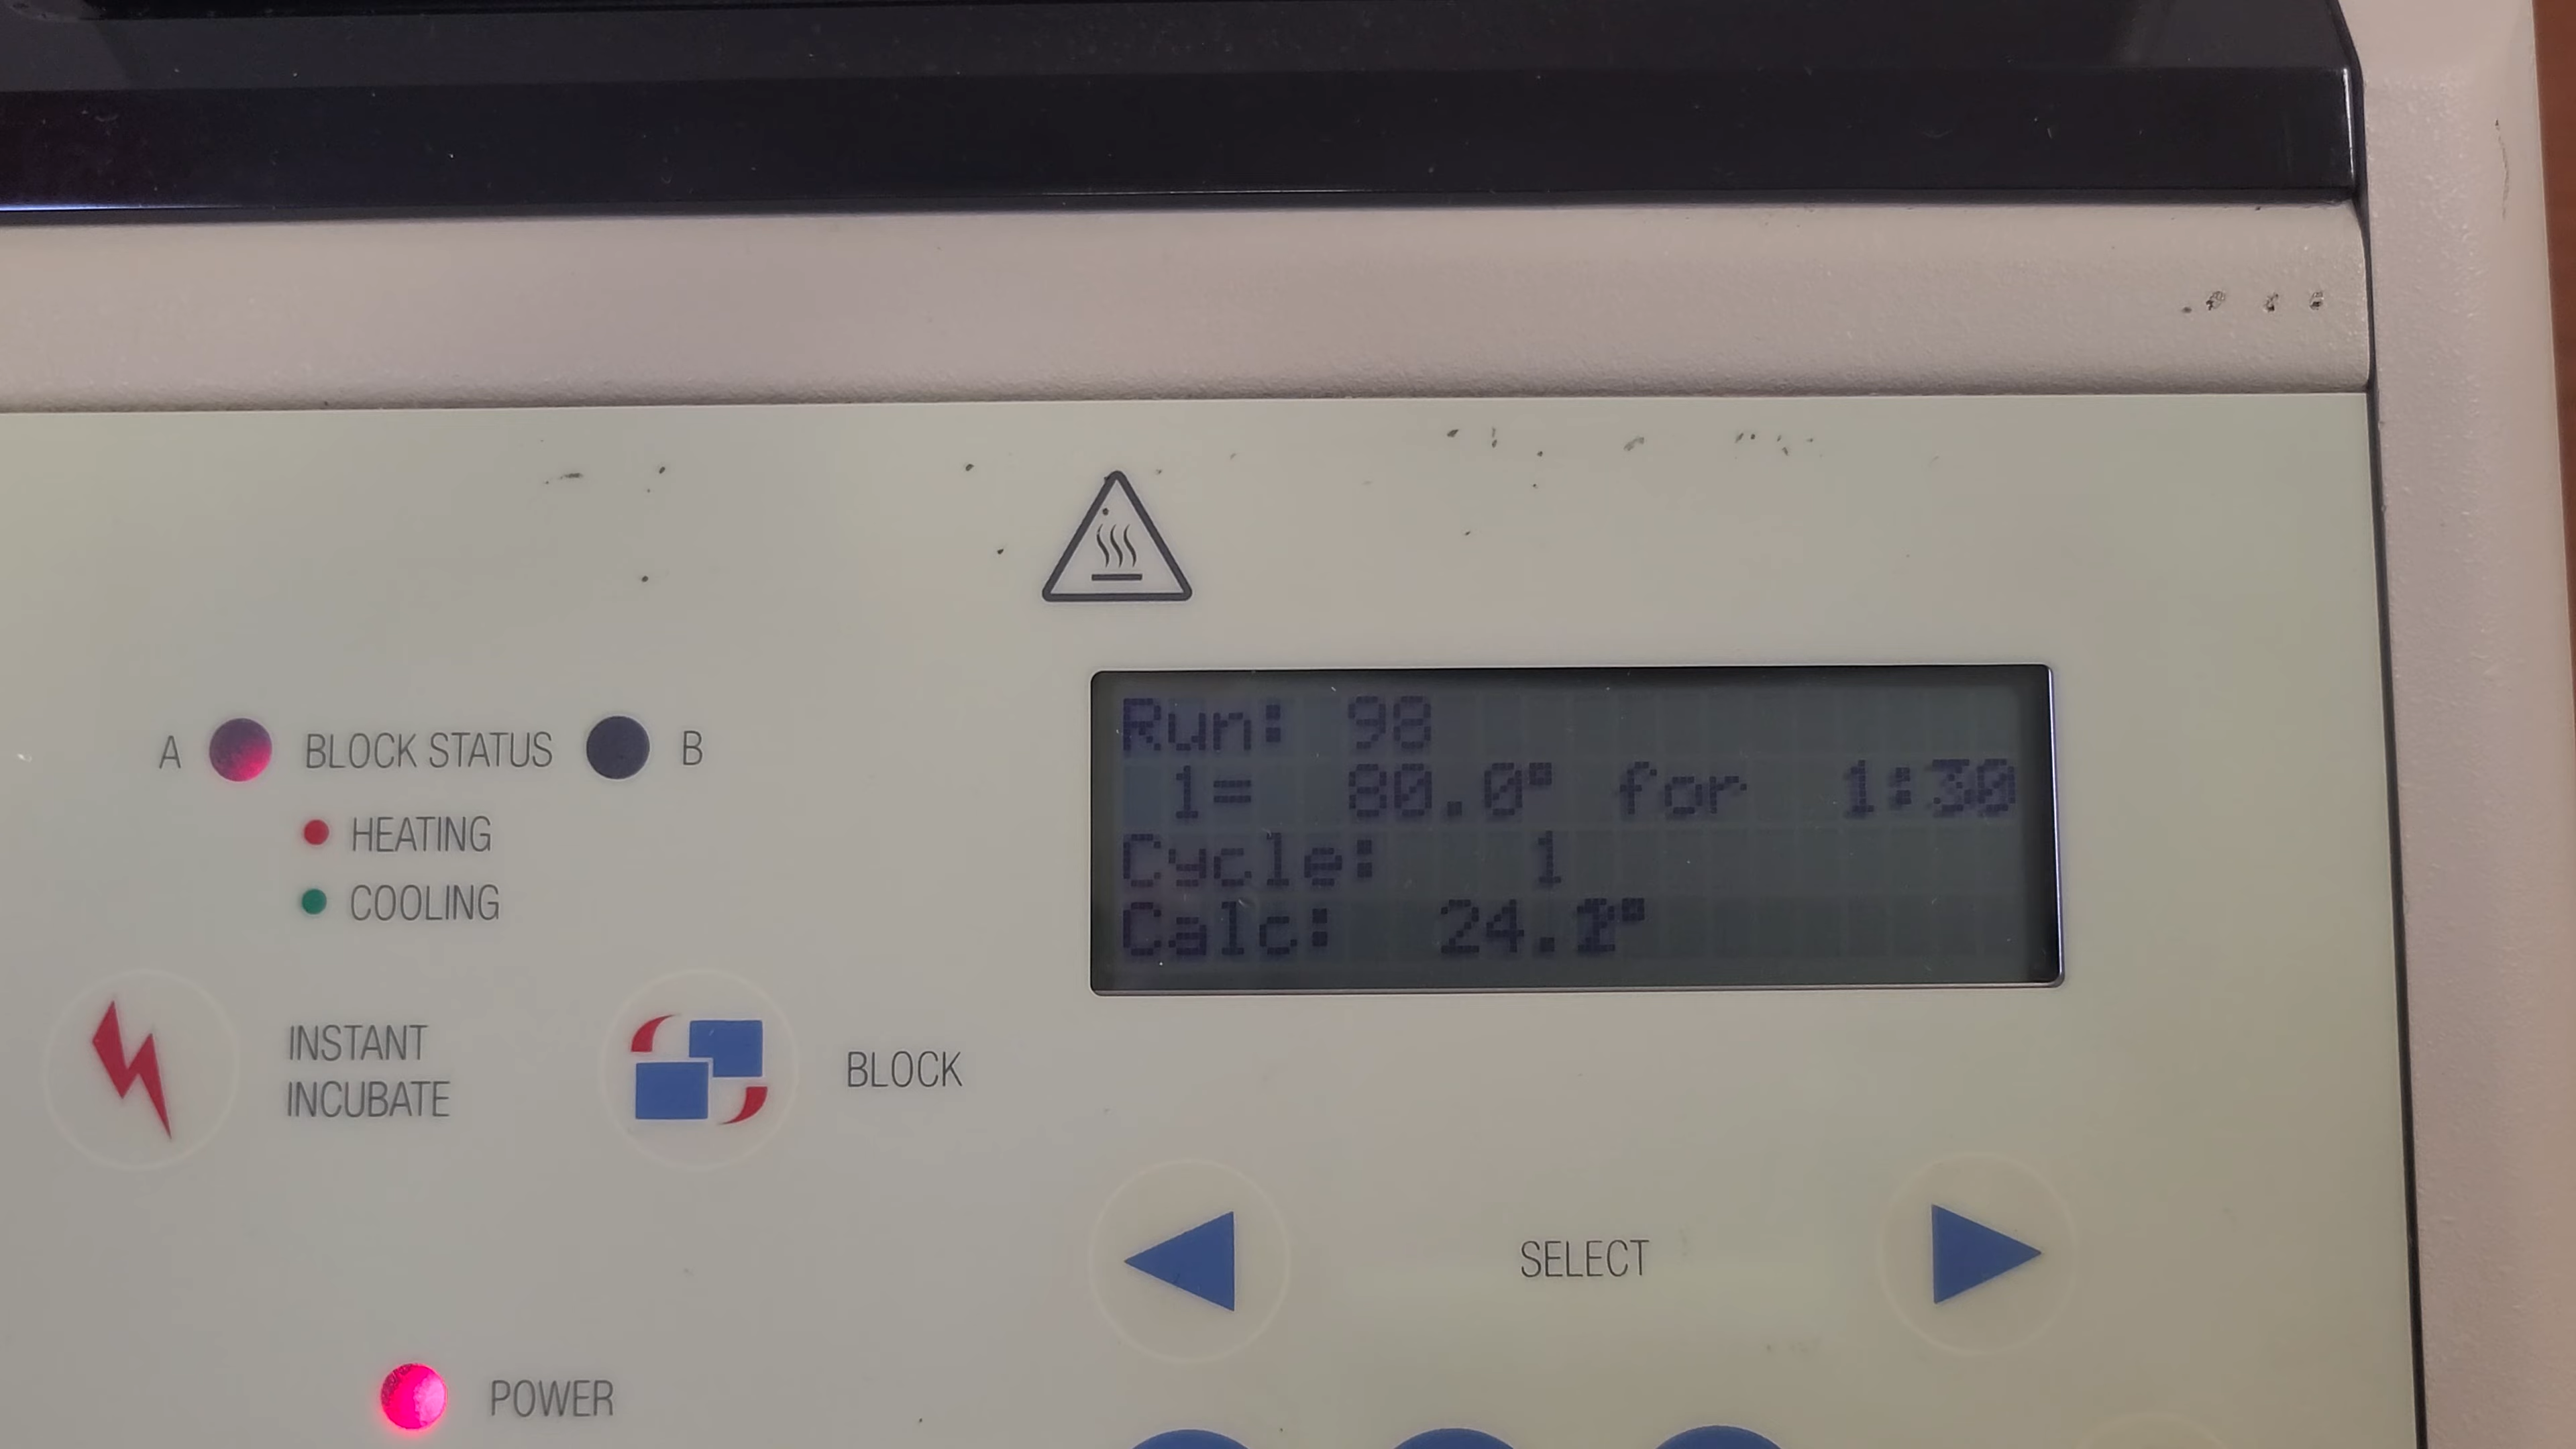 A BLOCK STATUS B
HEATING
COOLING
INSTANT
INCUBATE
BLOCK
POWER
Run: 98
1= 80.0° for 1:30
Cycle: 1
Calc:
SELECT